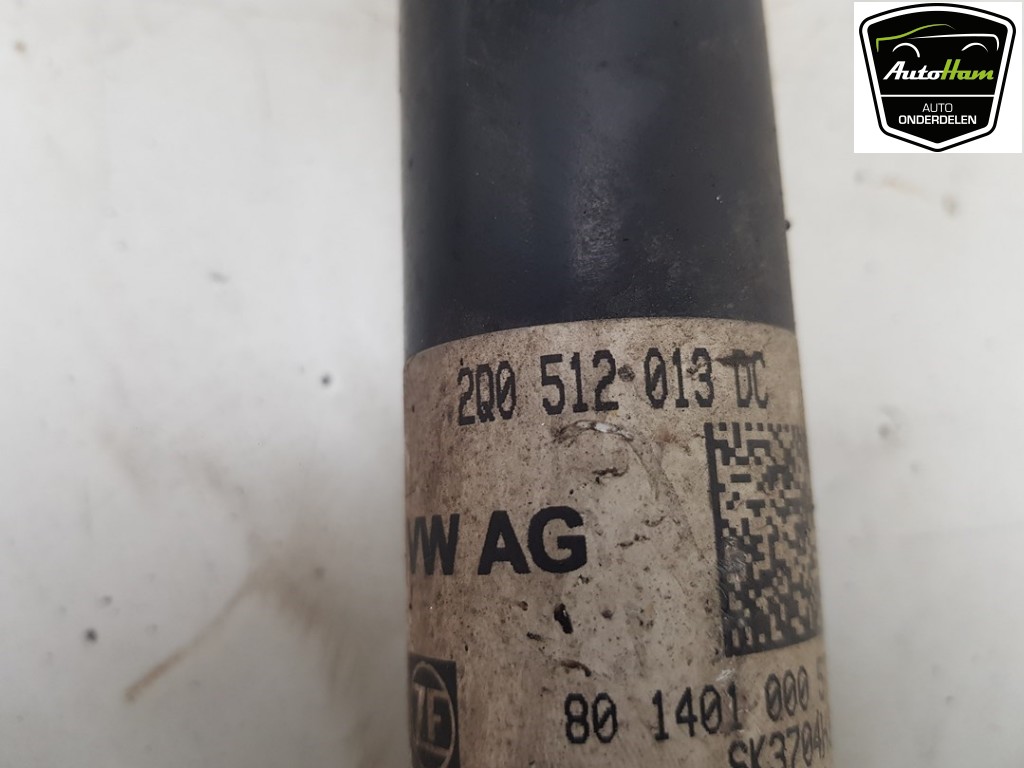 AutoHam
AUTO
ONDERDELEN
2Q0 512 013 DC
VW AG
ZF
80 1401 000